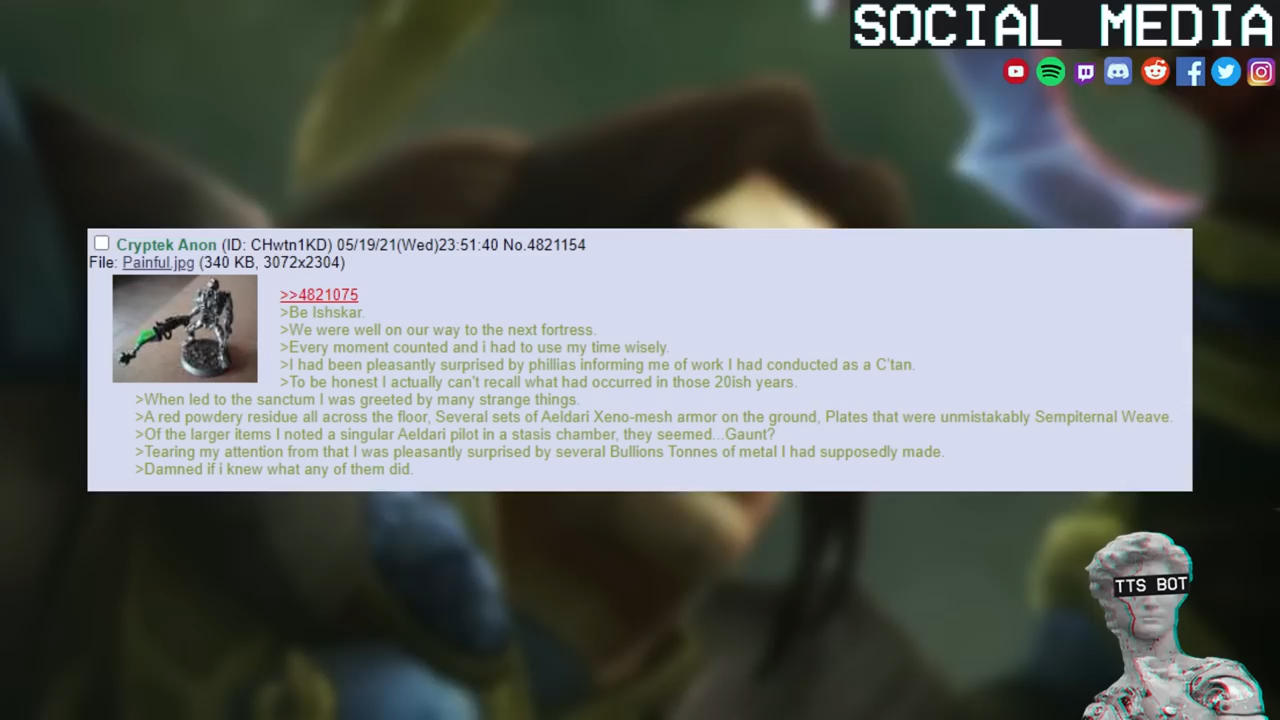 SOCIAL MEDIA
Cryptek Anon (ID: CHwtn1KD) 05/19/21(Wed)23:51:40 No.4821154
File: Painful.jpg (340 KB, 3072x2304)
>>4821075
>Be Ishskar.
>We were well on our way to the next fortress.
>Every moment counted and i had to use my time wisely.
>I had been pleasantly surprised by phillias informing me of work I had conducted as a C'tan.
>To be honest I actually can't recall what had occurred in those 20ish years.
>When led to the sanctum I was greeted by many strange things.
>A red powdery residue all across the floor, Several sets of Aeldari Xeno-mesh armor on the ground, Plates that were unmistakably Sempiternal Weave.
>Of the larger items I noted a singular Aeldari pilot in a stasis chamber, they seemed...Gaunt?
>Tearing my attention from that I was pleasantly surprised by several Bullions Tonnes of metal I had supposedly made.
>Damned if i knew what any of them did.
TTS BOT